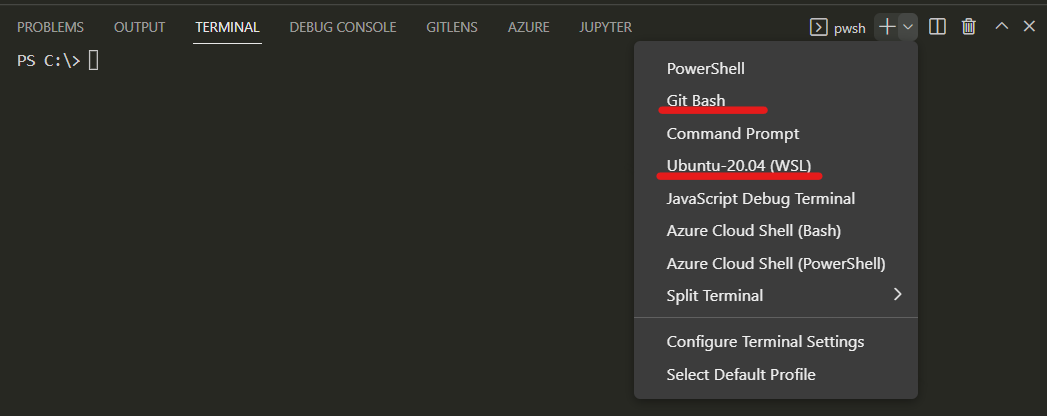 PROBLEMS OUTPUT TERMINAL DEBUG CONSOLE GITLENS AZURE JUPYTER pwsh
PS C:\>
PowerShell
Git Bash
Command Prompt
Ubuntu-20.04 (WSL)
JavaScript Debug Terminal
Azure Cloud Shell (Bash)
Azure Cloud Shell (PowerShell)
Split Terminal
Configure Terminal Settings
Select Default Profile